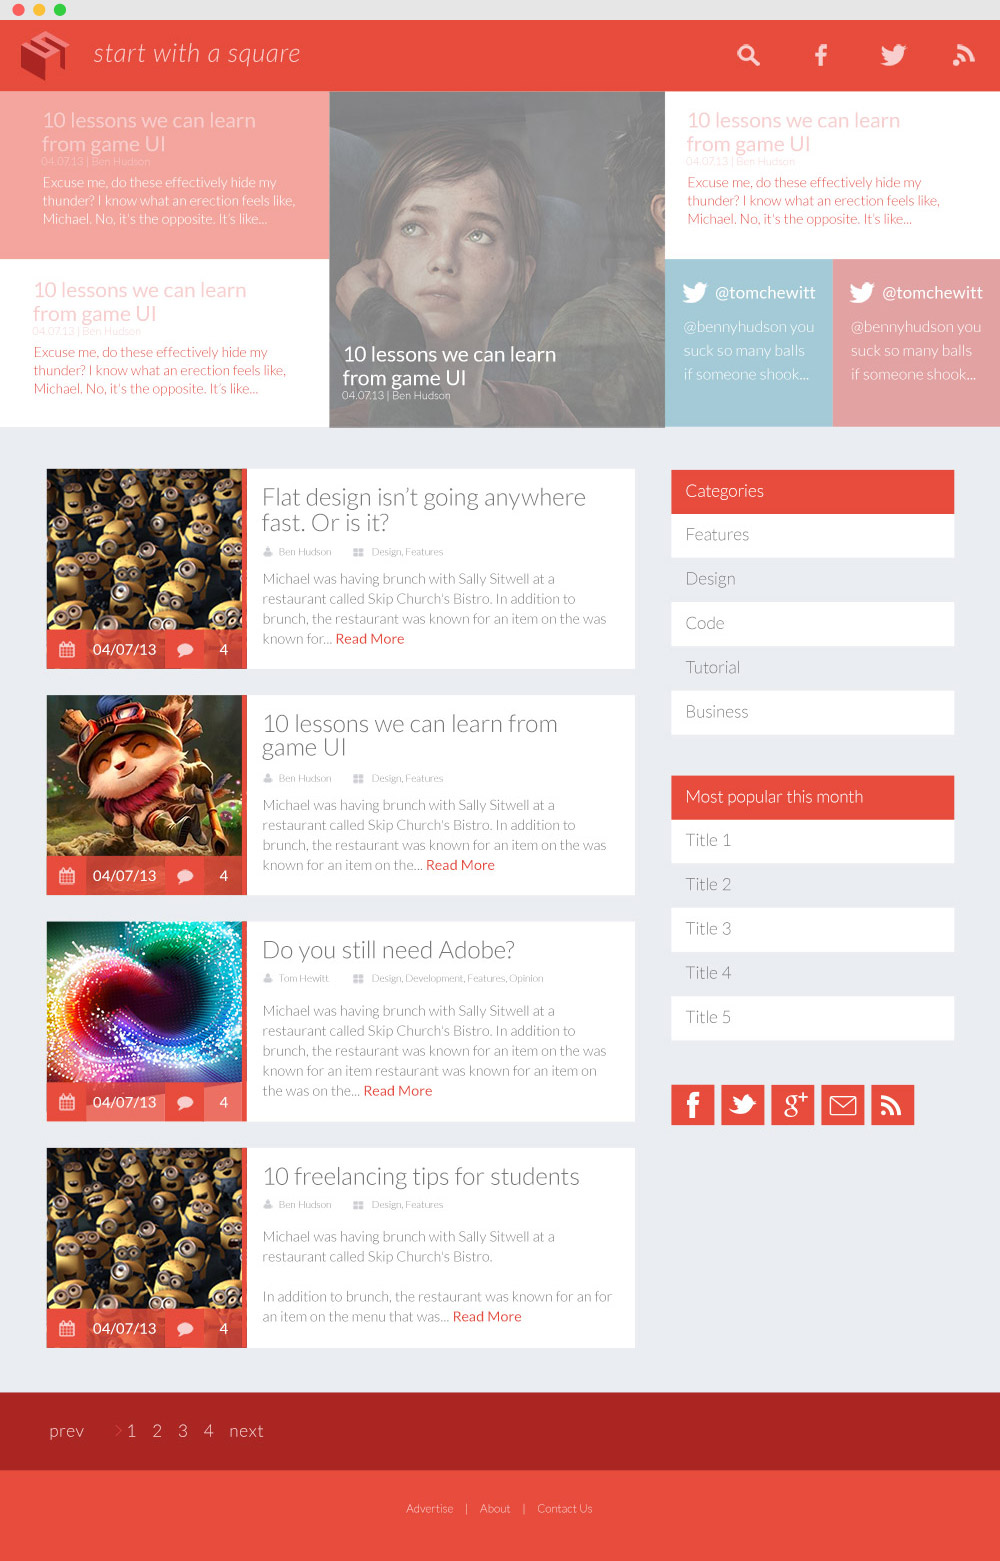 start with a square
10 lessons we can learn
from game UI
04.07.13 | Ben Hudson
Excuse me, do these effectively hide my
thunder? I know what an erection feels like,
Michael. No, it's the opposite. It's like...
10 lessons we can learn
from game UI
04.07.13 | Ben Hudson
Excuse me, do these effectively hide my
thunder? I know what an erection feels like,
Michael. No, it's the opposite. It's like...
10 lessons we can learn
from game UI
04.07.13 | Ben Hudson
10 lessons we can learn
from game UI
04.07.13 | Ben Hudson
Excuse me, do these effectively hide my
thunder? I know what an erection feels like,
Michael. No, it's the opposite. It's like...
@tomchewitt
@bennyhudson you
suck so many balls
if someone shook...
@tomchewitt
@bennyhudson you
suck so many balls
if someone shook...
Flat design isn't going anywhere
fast. Or is it?
Ben Hudson Design, Features
Michael was having brunch with Sally Sitwell at a
restaurant called Skip Church's Bistro. In addition to
brunch, the restaurant was known for an item on the was
known for... Read More
04/07/13 4
10 lessons we can learn from
game UI
Ben Hudson Design, Features
Michael was having brunch with Sally Sitwell at a
restaurant called Skip Church's Bistro. In addition to
brunch, the restaurant was known for an item on the was
known for an item on the... Read More
04/07/13 4
Do you still need Adobe?
Tom Hewitt Design, Development, Features, Opinion
Michael was having brunch with Sally Sitwell at a
restaurant called Skip Church's Bistro. In addition to
brunch, the restaurant was known for an item on the was
known for an item restaurant was known for an item on
the was on the... Read More
04/07/13 4
10 freelancing tips for students
Ben Hudson Design, Features
Michael was having brunch with Sally Sitwell at a
restaurant called Skip Church's Bistro.
In addition to brunch, the restaurant was known for an for
an item on the menu that was... Read More
04/07/13 4
Categories
Features
Design
Code
Tutorial
Business
Most popular this month
Title 1
Title 2
Title 3
Title 4
Title 5
prev > 1 2 3 4 next
Advertise | About | Contact Us